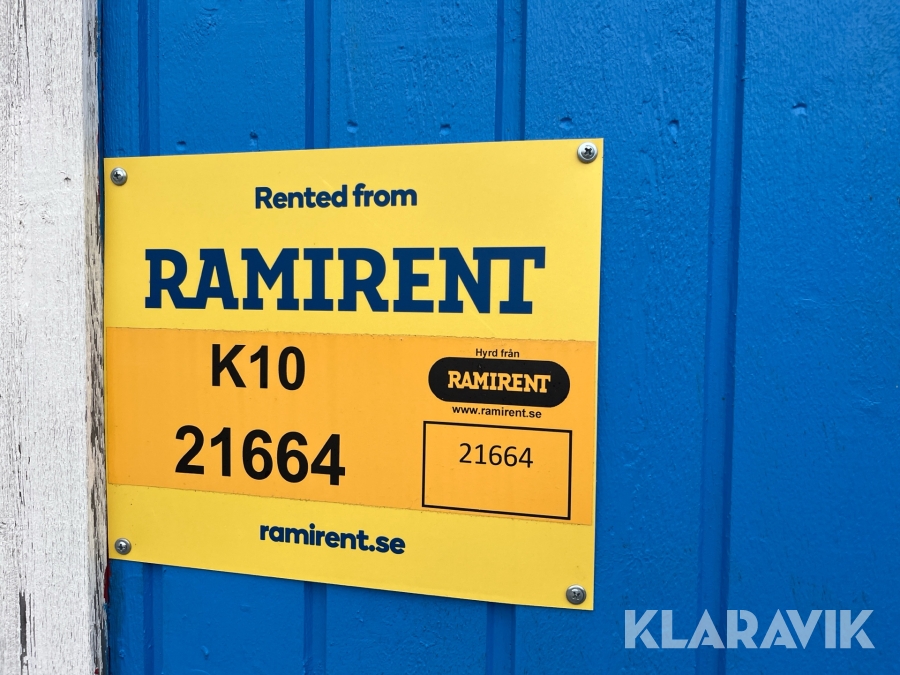 Rented from
RAMIRENT
K10
21664
Hyrd från
RAMIRENT
www.ramirent.se
21664
ramirent.se
KLARAVIK